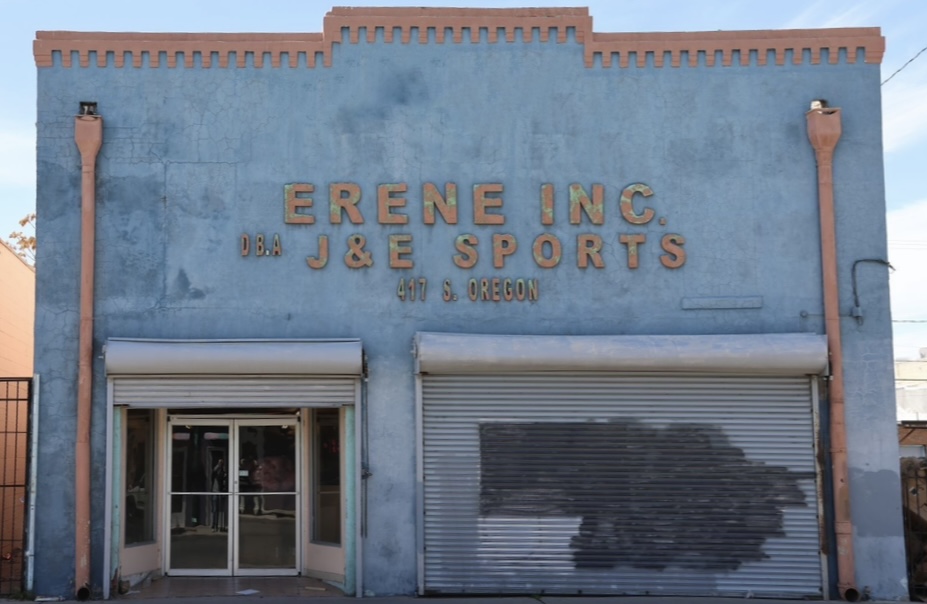 ERENE INC.
D B.A J&E SPORTS
417 S. OREGON